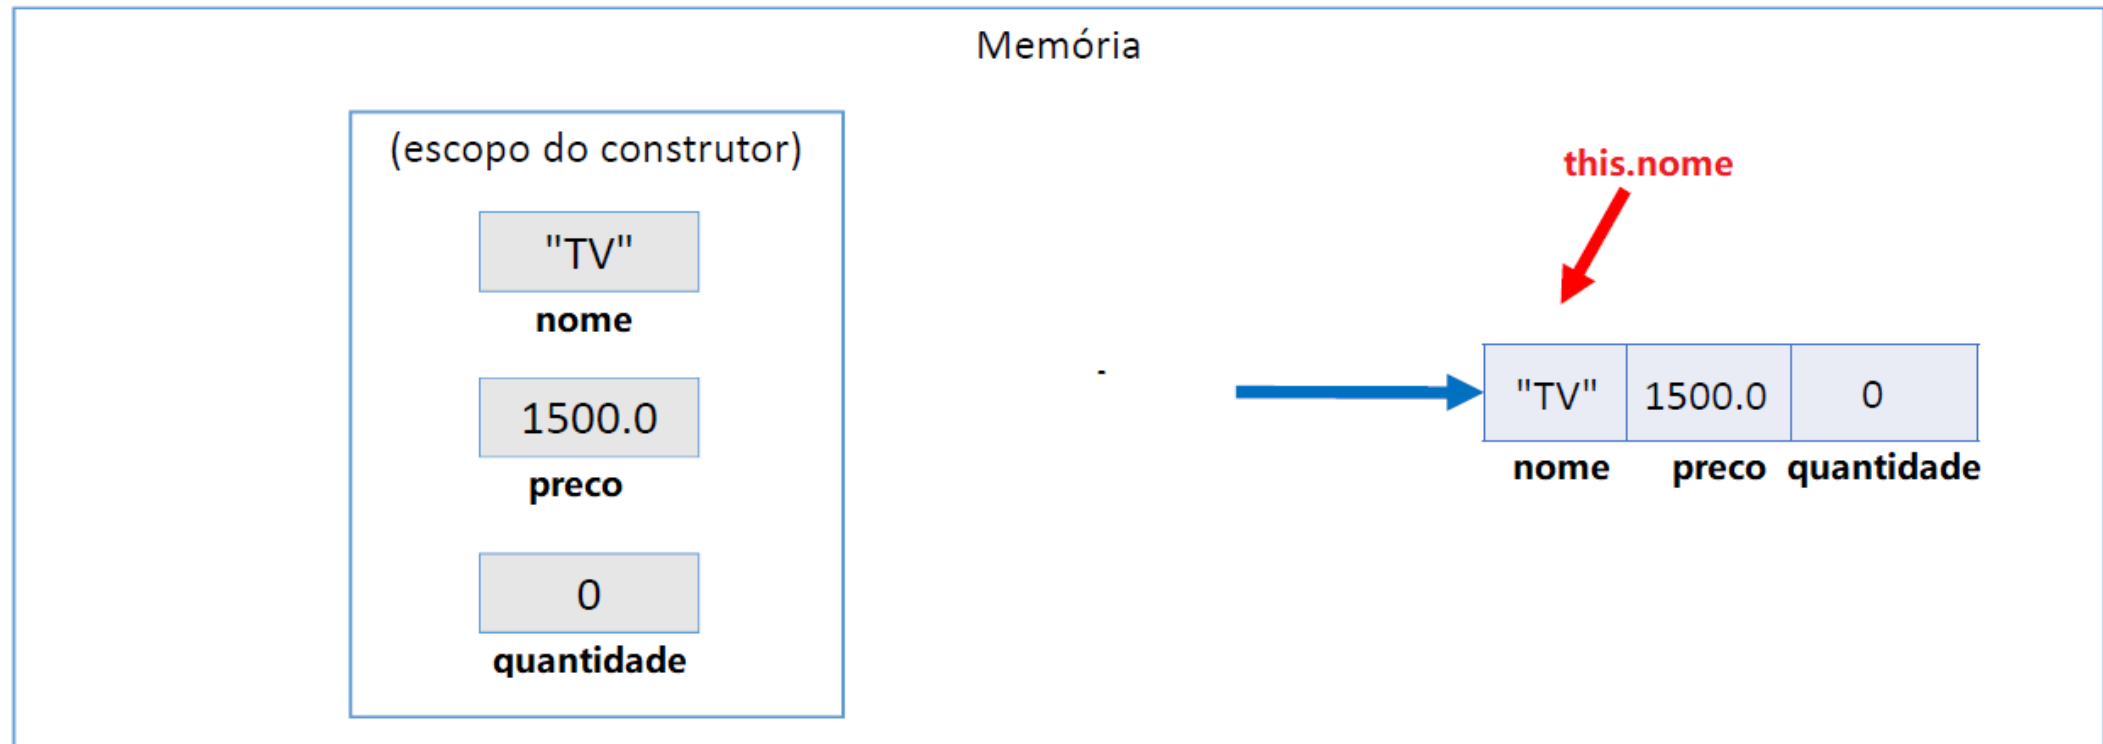 Memória
(escopo do construtor)
"TV"
nome
1500.0
preco
0
quantidade
-
this.nome
"TV" 1500.0 0
nome preco quantidade